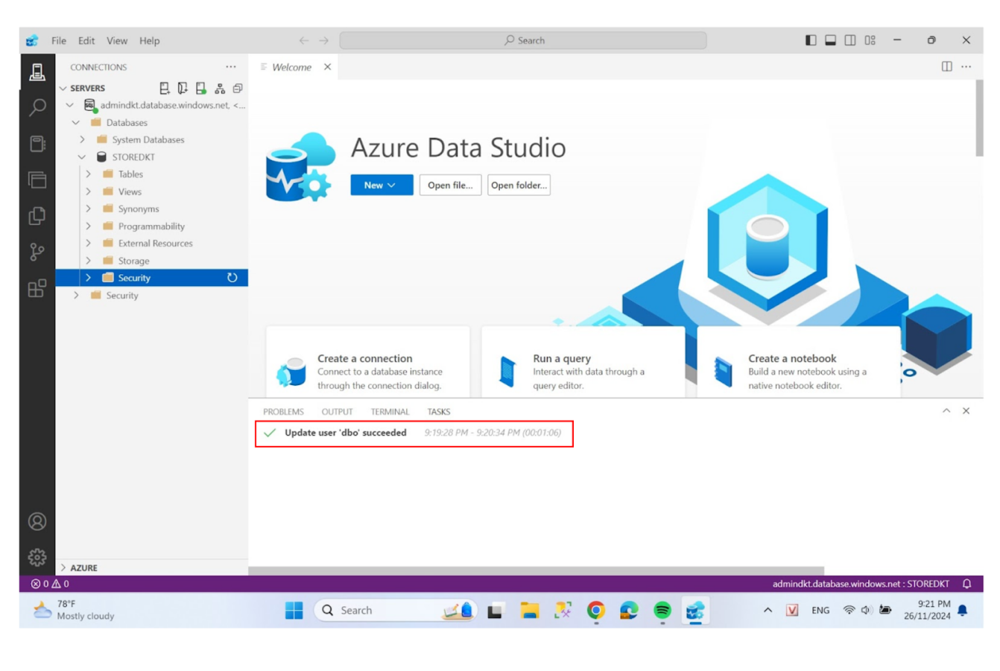 File Edit View Help
Search
CONNECTIONS
Welcome
SERVERS
admindkt.database.windows.net, <...
Databases
System Databases
STOREDKT
Tables
Views
Synonyms
Programmability
External Resources
Storage
Security
Security
Azure Data Studio
New
Open file...
Open folder...
Create a connection
Connect to a database instance
through the connection dialog.
Run a query
Interact with data through a
query editor.
Create a notebook
Build a new notebook using a
native notebook editor.
PROBLEMS OUTPUT TERMINAL TASKS
Update user 'dbo' succeeded 9:19:28 PM - 9:20:34 PM (00:01:06)
AZURE
0 0
admindkt.database.windows.net : STOREDKT
78°F
Mostly cloudy
Search
V
ENG
9:21 PM
26/11/2024